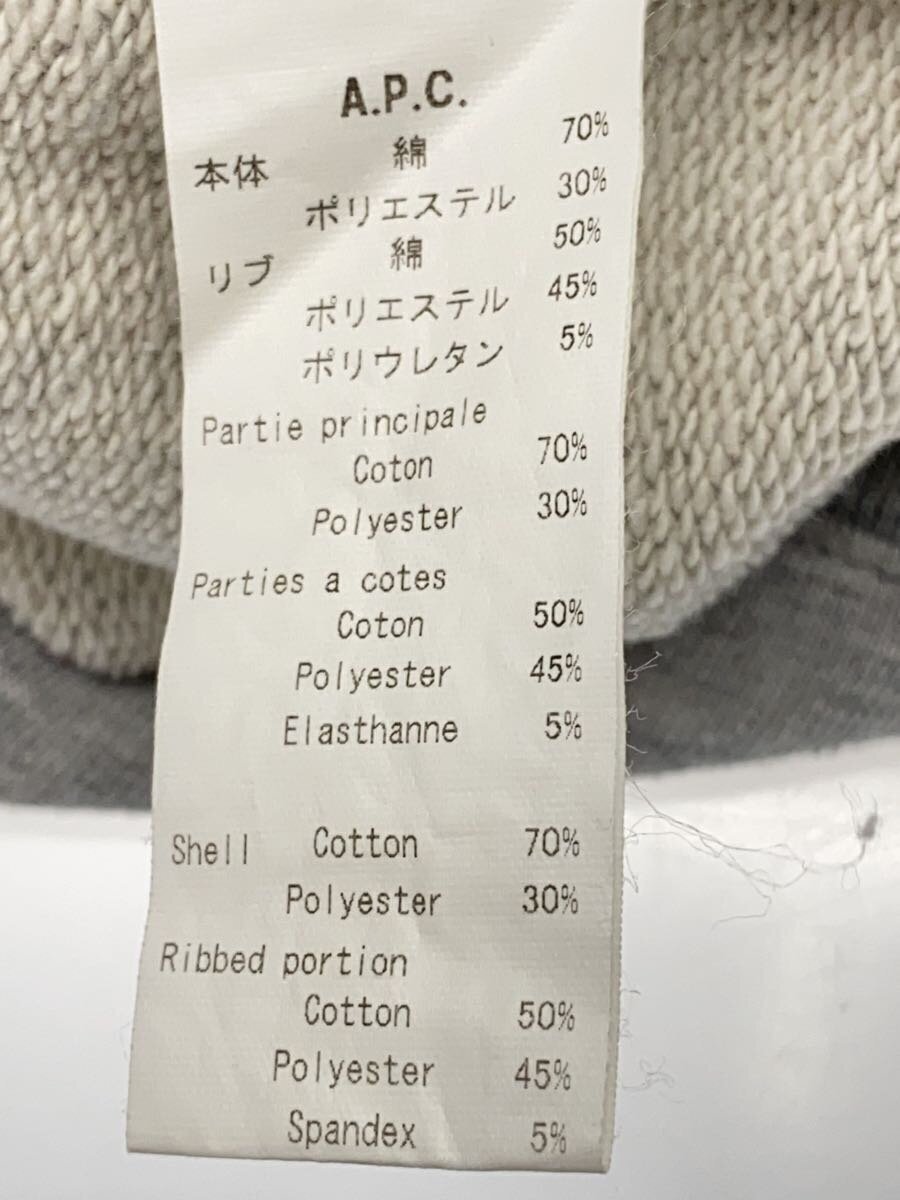 A.P.C.
本体 綿 70%
ポリエステル 30%
リブ 綿 50%
ポリエステル 45%
ポリウレタン 5%
Partie principale
Coton 70%
Polyester 30%
Parties a cotes
Coton 50%
Polyester 45%
Elasthanne 5%
Shell Cotton 70%
Polyester 30%
Ribbed portion
Cotton 50%
Polyester 45%
Spandex 5%